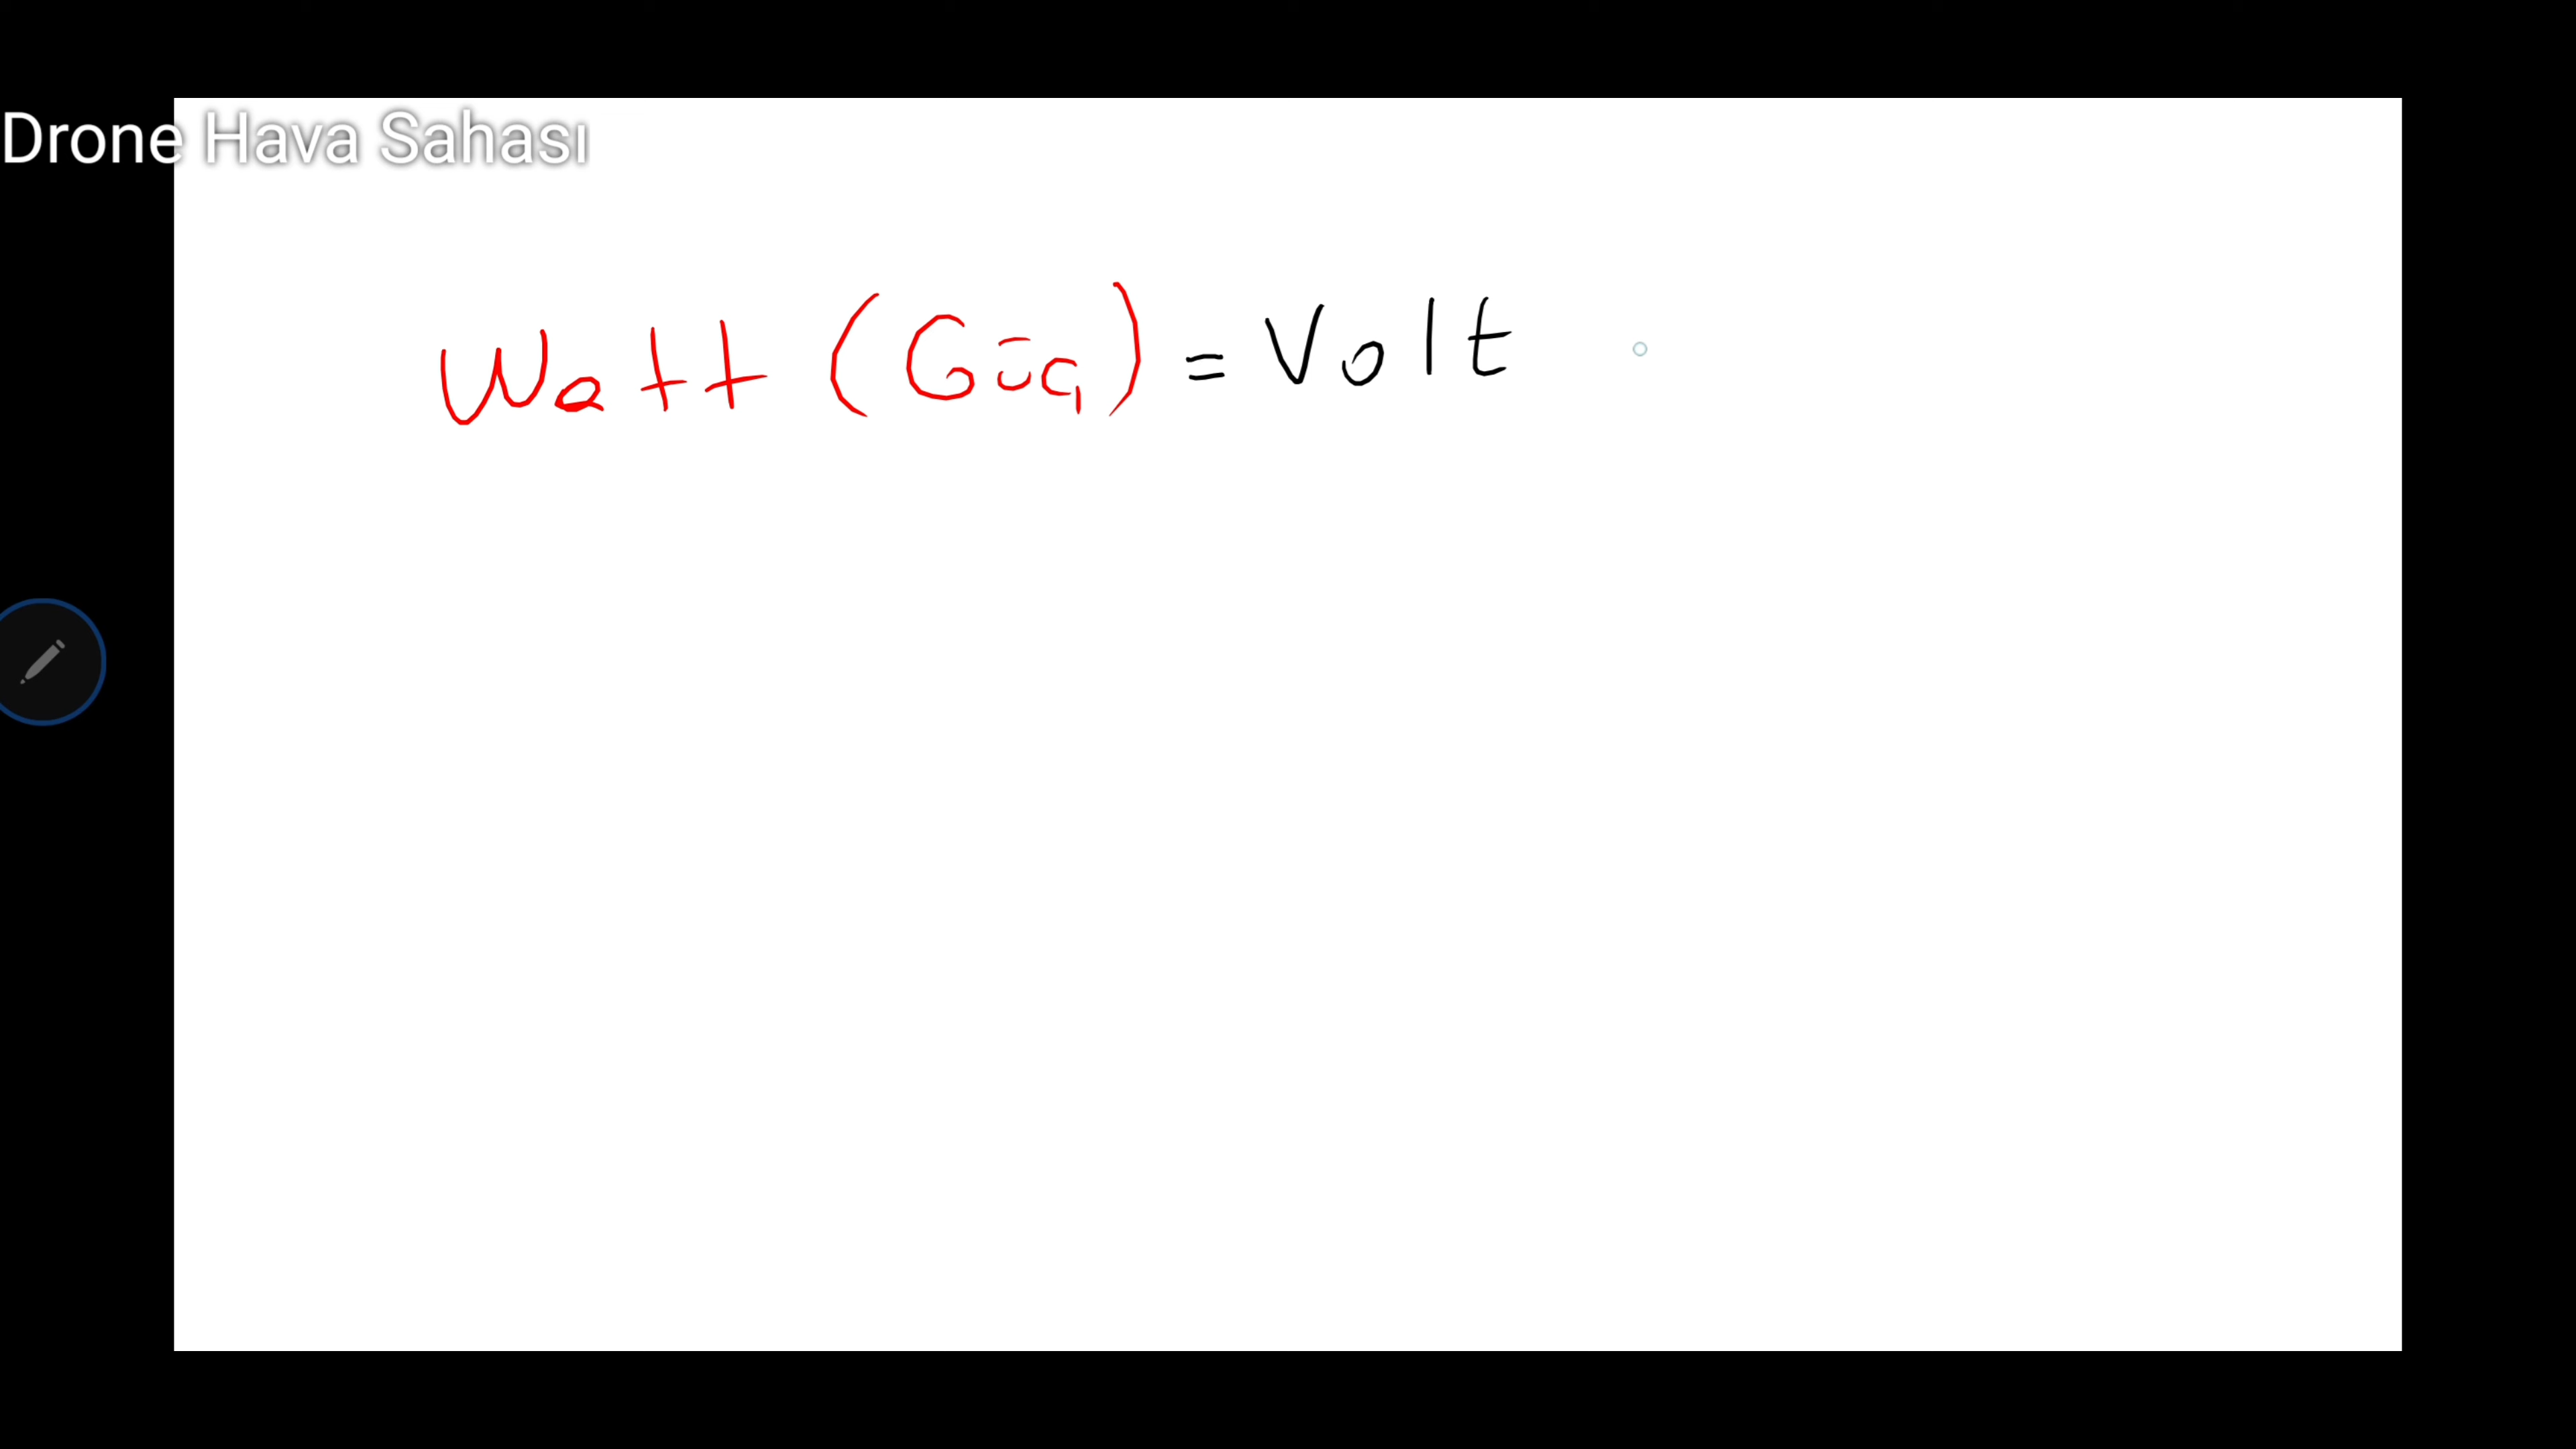 Drone Hava Sahası
Watt (Güç) = Volt